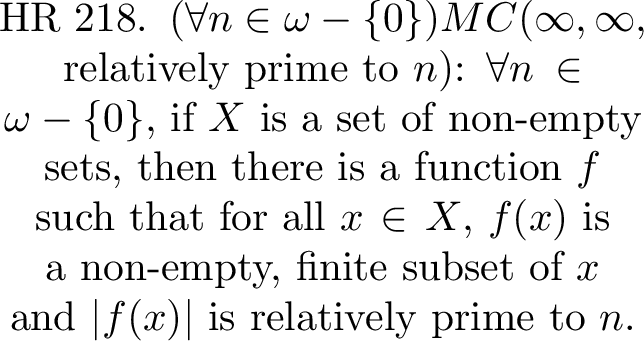 HR 218. (∀n ∈ ω − {0})MC(∞, ∞,
relatively prime to n): ∀n ∈
ω − {0}, if X is a set of non-empty
sets, then there is a function f
such that for all x ∈ X, f(x) is
a non-empty, finite subset of x
and |f(x)| is relatively prime to n.